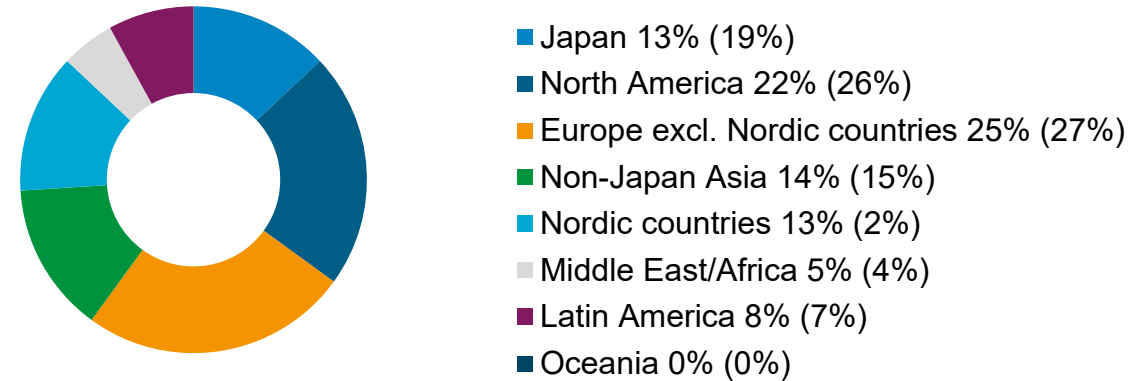 Japan 13% (19%)
North America 22% (26%)
Europe excl. Nordic countries 25% (27%)
Non-Japan Asia 14% (15%)
Nordic countries 13% (2%)
Middle East/Africa 5% (4%)
Latin America 8% (7%)
Oceania 0% (0%)